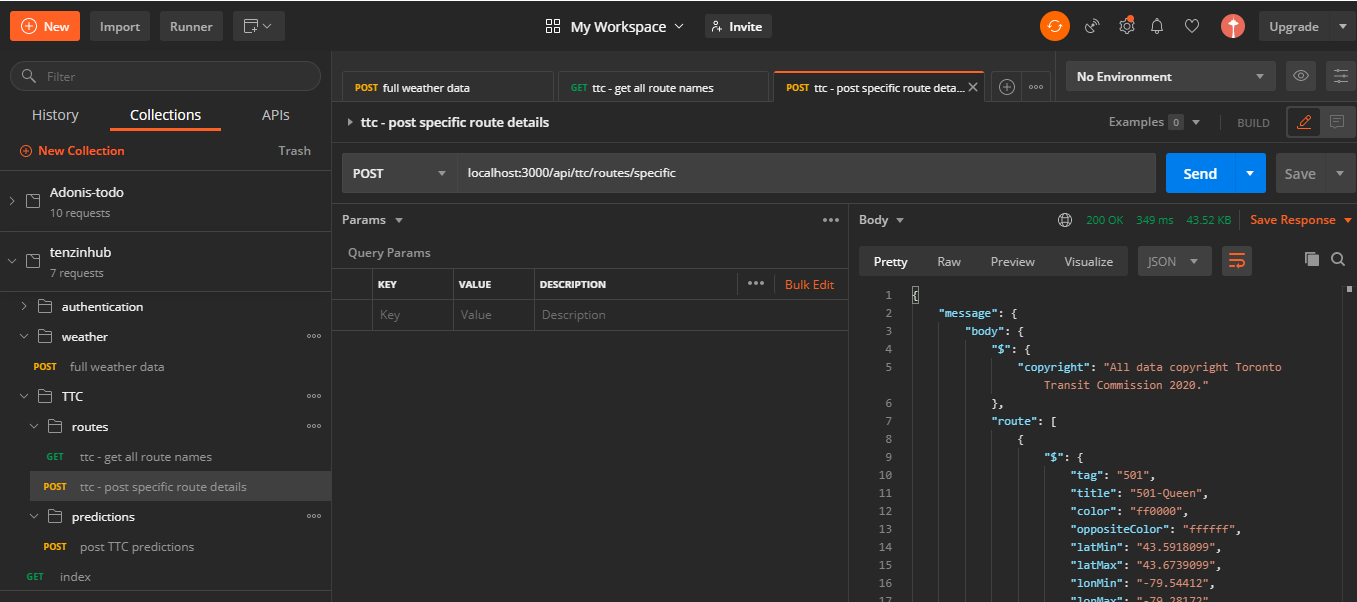 New Import Runner My Workspace Invite Upgrade
Filter
History Collections APIs
New Collection Trash
Adonis-todo
10 requests
tenzinhub
7 requests
authentication
weather
POST full weather data
TTC
routes
GET ttc - get all route names
POST ttc - post specific route details
predictions
POST post TTC predictions
GET index
POST full weather data GET ttc - get all route names POST ttc - post specific route deta... No Environment
ttc - post specific route details Examples 0 BUILD
POST localhost:3000/api/ttc/routes/specific Send Save
Params
Query Params
KEY VALUE DESCRIPTION Bulk Edit
Key Value Description
Body 200 OK 349 ms 43.52 KB Save Response
Pretty Raw Preview Visualize JSON
1 {
2 "message": {
3 "body": {
4 "$": {
5 "copyright": "All data copyright Toronto
Transit Commission 2020."
6 },
7 "route": [
8 {
9 "$": {
10 "tag": "501",
11 "title": "501-Queen",
12 "color": "ff0000",
13 "oppositeColor": "ffffff",
14 "latMin": "43.5918099",
15 "latMax": "43.6739099",
16 "lonMin": "-79.54412",
17 "lonMax": "-79.28172"